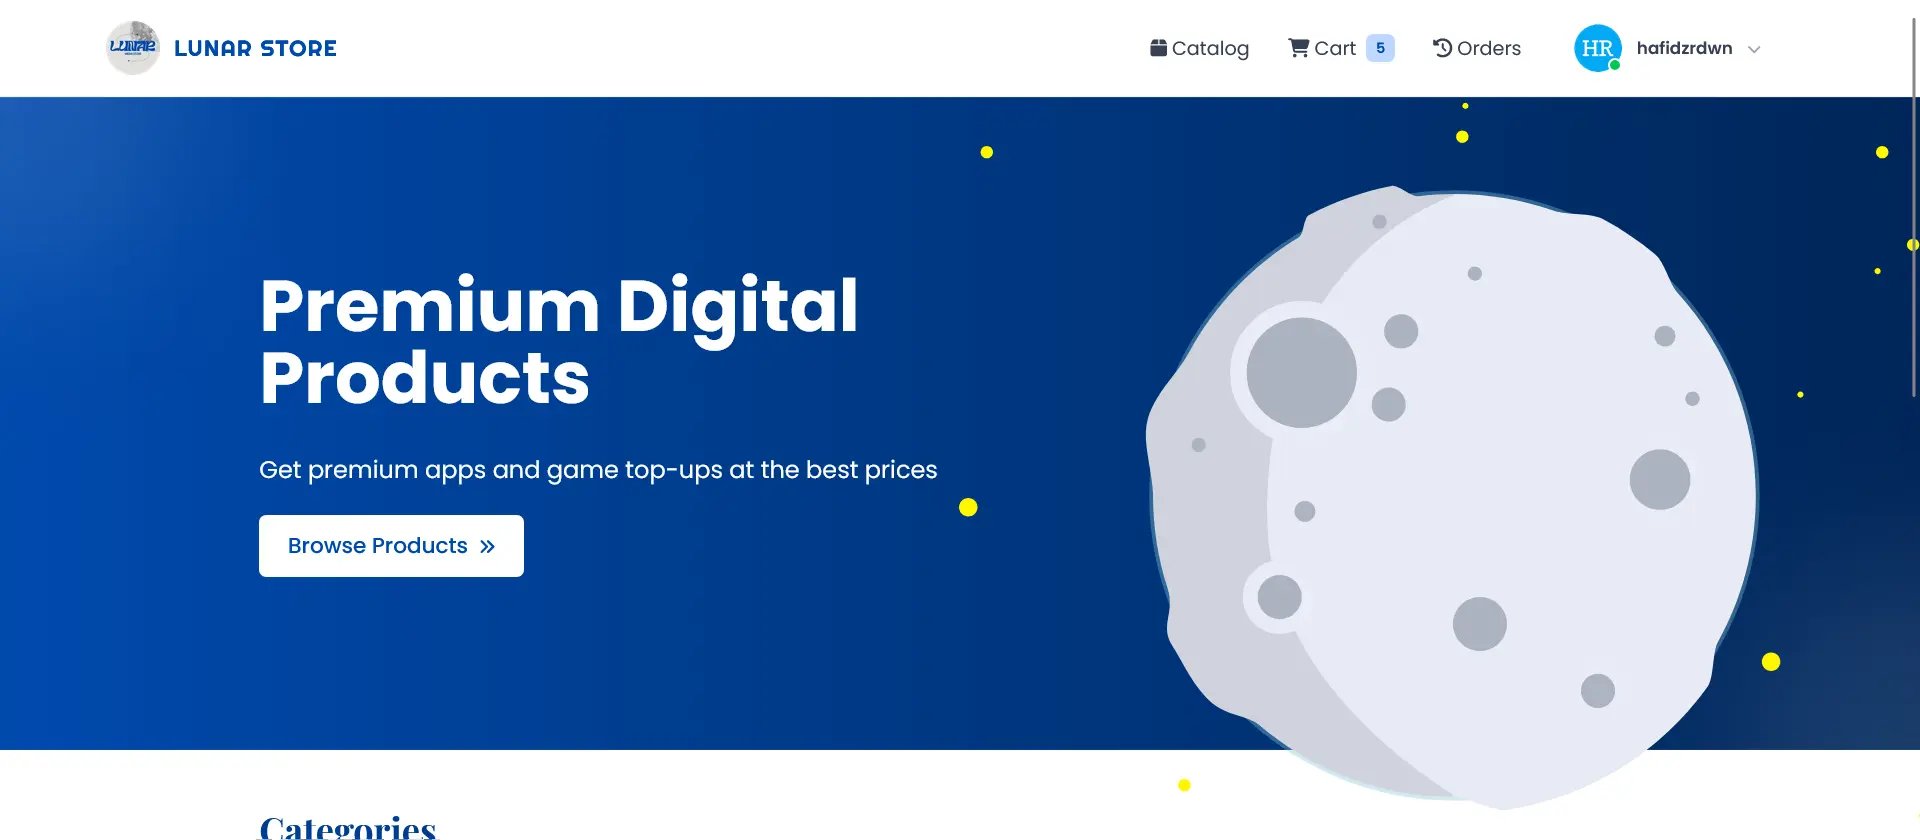 LUNAR
LUNAR STORE
Catalog
Cart 5
Orders
HR
hafidzrdwn
Premium Digital
Products
Get premium apps and game top-ups at the best prices
Browse Products
Categories